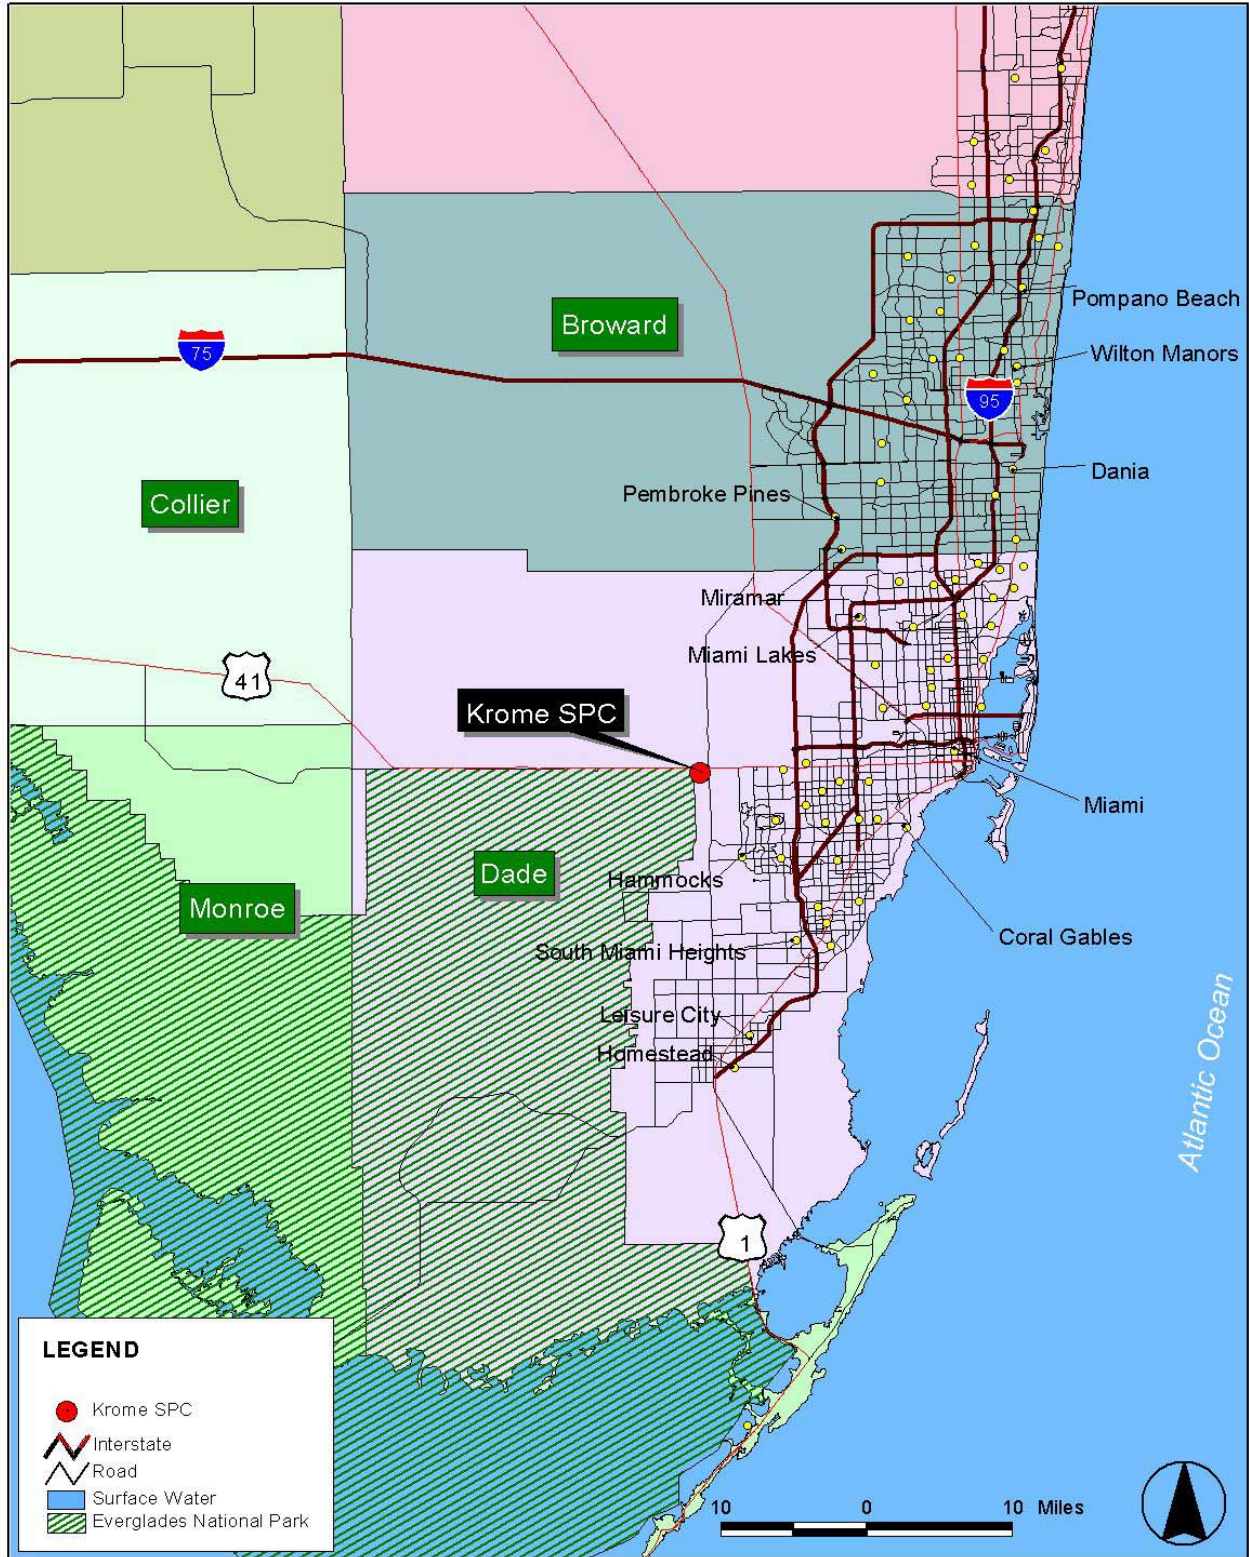 Pompano Beach
Broward
75
Wilton Manors
95
Dania
Pembroke Pines
Collier
Miramar
Miami Lakes
41
Krome SPC
Miami
Dade
Hammocks
Monroe
Coral Gables
South Miami Heights
Leisure City
Homestead
Atlantic Ocean
1
LEGEND
Krome SPC
Interstate
Road
Surface Water
Everglades National Park
10 0 10 Miles